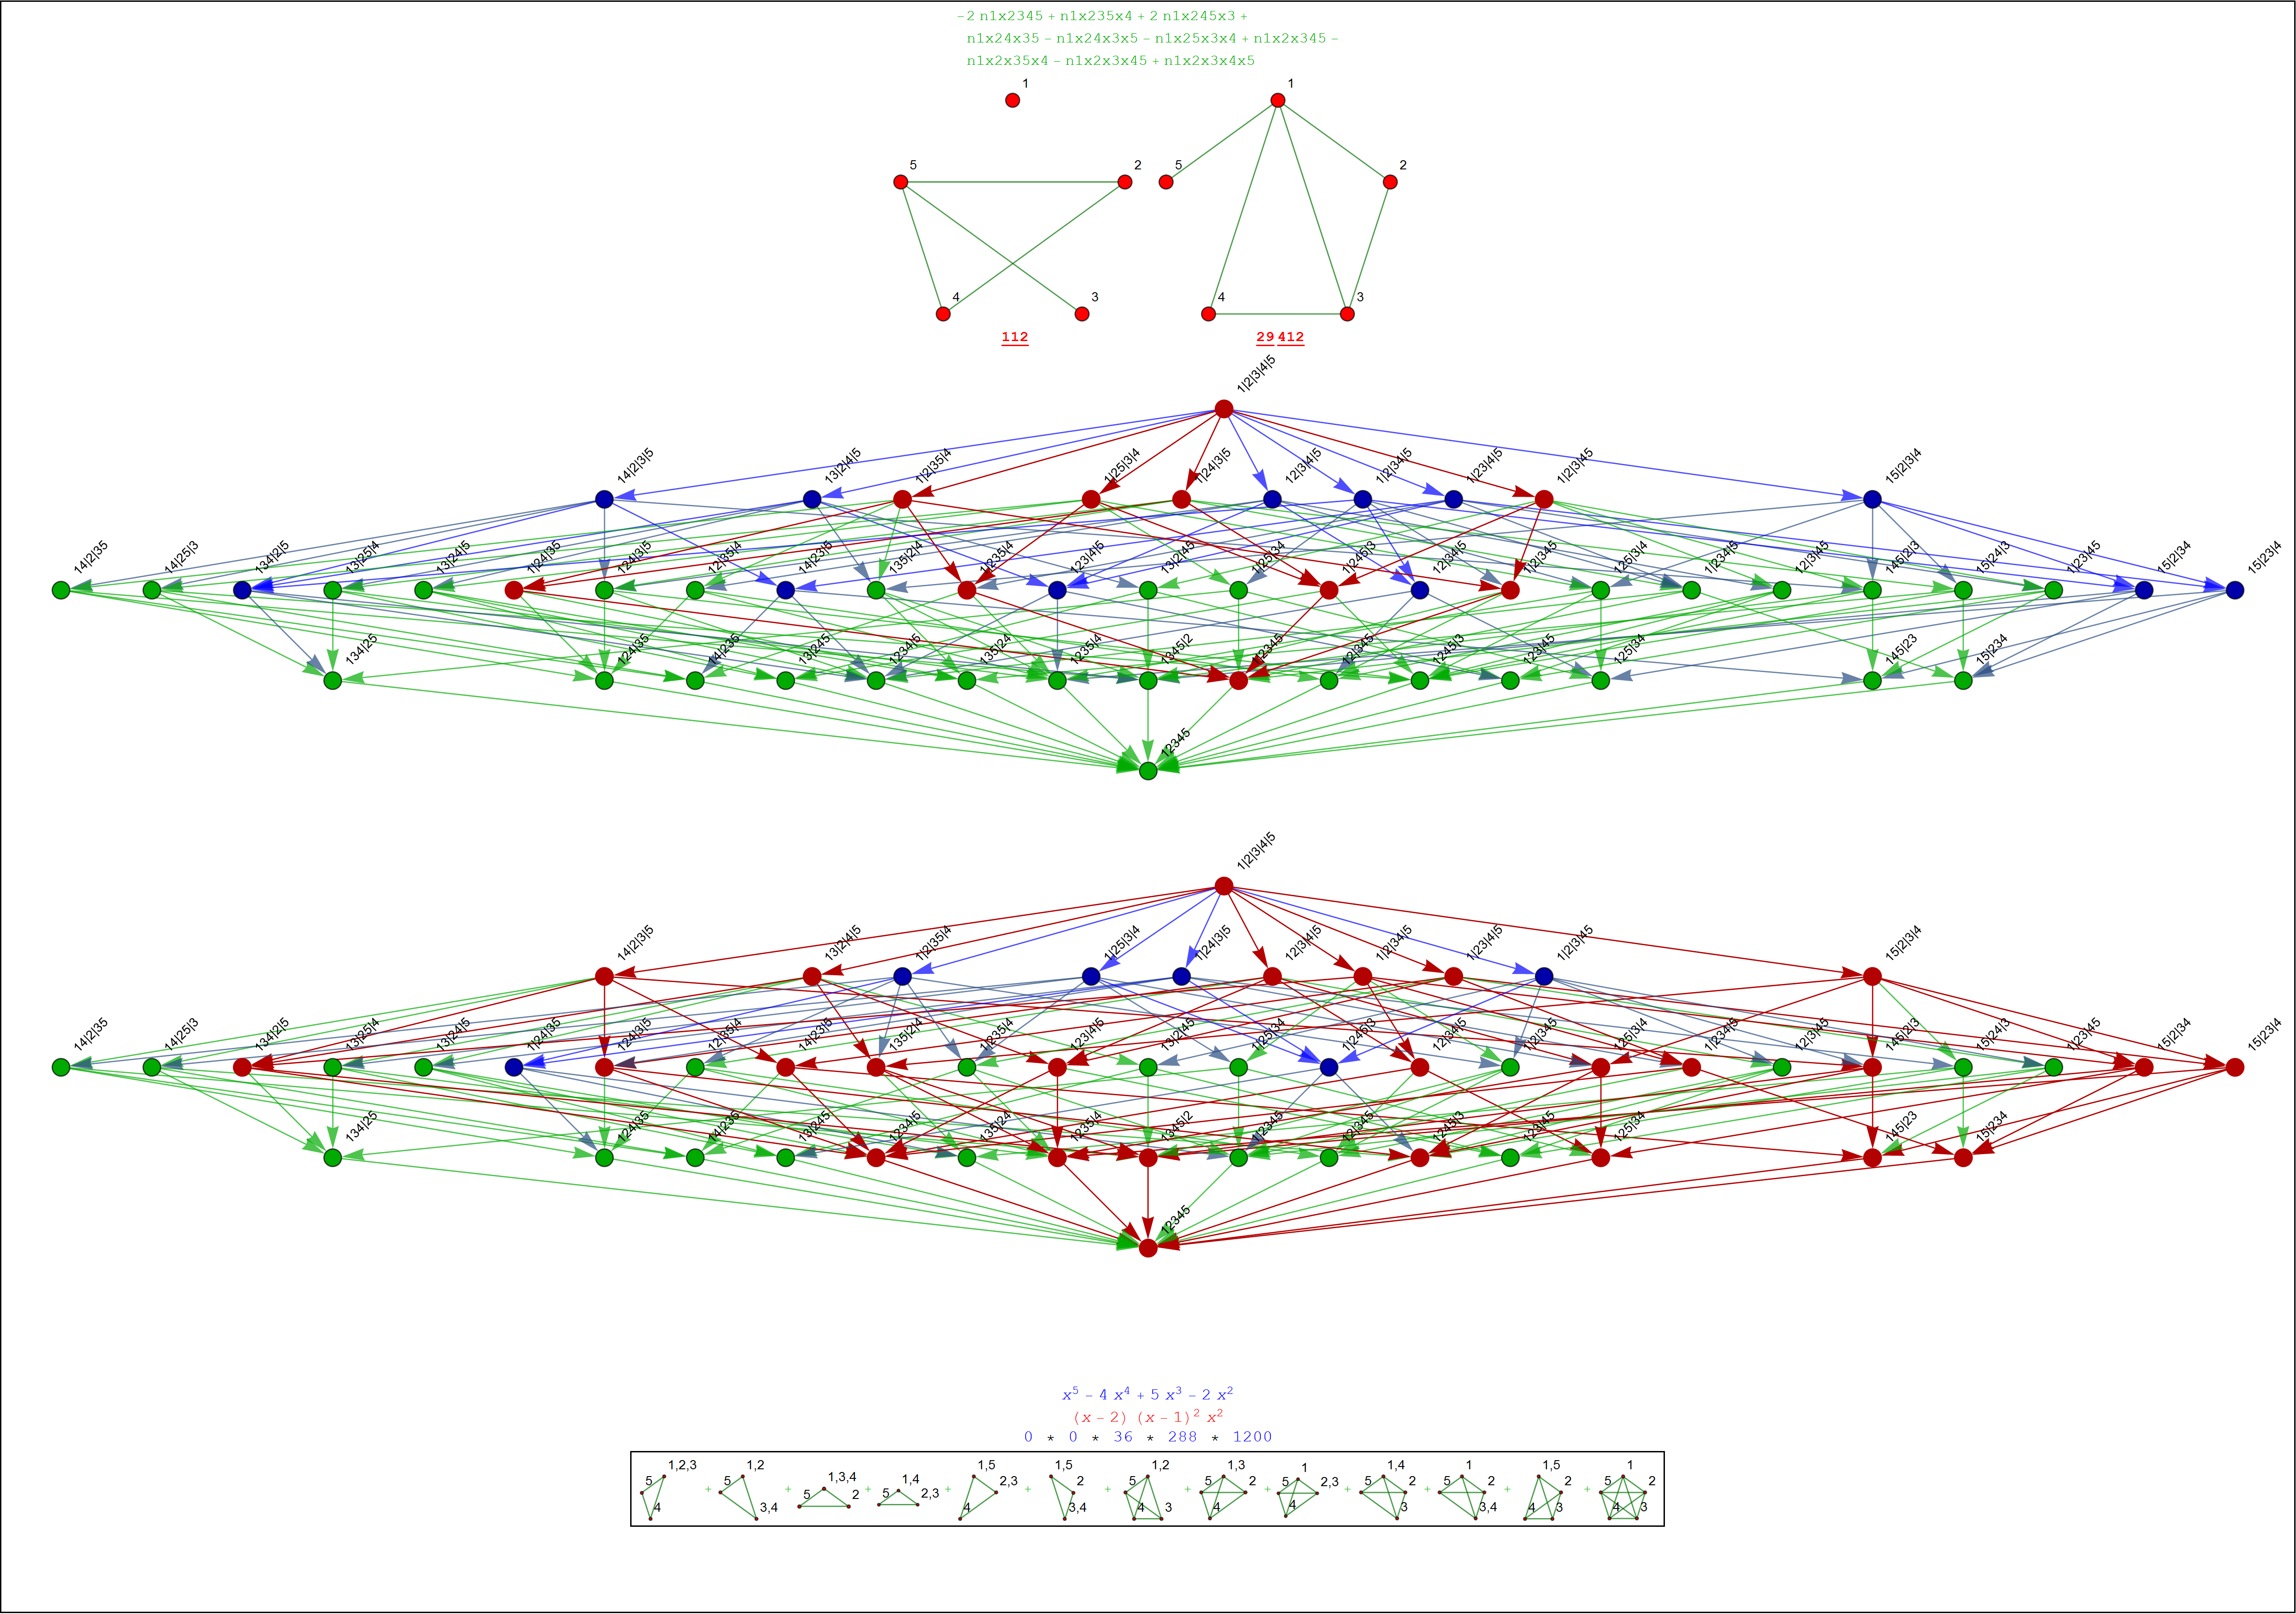 -2 n1x2345 + n1x235x4 + 2 n1x245x3 +
n1x24x35 - n1x24x3x5 - n1x25x3x4 + n1x2x345 -
n1x2x35x4 - n1x2x3x45 + n1x2x3x4x5
1 1
5 2 5 2
4 3 4 3
112 29 412
1|2|3|4|5
14|2|3|5 13|2|4|5 1|2|35|4 1|25|3|4 1|24|3|5 12|3|4|5 1|2|34|5 1|23|4|5 1|2|3|45 15|2|3|4
14|2|35 14|25|3 134|2|5 13|25|4 13|24|5 1|24|35 124|3|5 12|35|4 14|23|5 135|2|4 1|235|4 123|4|5 13|2|45 1|25|34 1|245|3 12|34|5 1|2|345 125|3|4 1|234|5 12|3|45 145|2|3 15|24|3 1|23|45 15|2|34 15|23|4
134|25 124|35 14|235 13|245 1234|5 135|24 1235|4 1345|2 1|2345 12|345 1245|3 123|45 125|34 145|23 15|234
12345
1|2|3|4|5
14|2|3|5 13|2|4|5 1|2|35|4 1|25|3|4 1|24|3|5 12|3|4|5 1|2|34|5 1|23|4|5 1|2|3|45 15|2|3|4
14|2|35 14|25|3 134|2|5 13|25|4 13|24|5 1|24|35 124|3|5 12|35|4 14|23|5 135|2|4 1|235|4 123|4|5 13|2|45 1|25|34 1|245|3 12|34|5 1|2|345 125|3|4 1|234|5 12|3|45 145|2|3 15|24|3 1|23|45 15|2|34 15|23|4
134|25 124|35 14|235 13|245 1234|5 135|24 1235|4 1345|2 1|2345 12|345 1245|3 123|45 125|34 145|23 15|234
12345
x⁵ - 4 x⁴ + 5 x³ - 2 x²
(x - 2) (x - 1)² x²
0 * 0 * 36 * 288 * 1200
1,2,3 5 4 + 1,2 5 3,4 + 1,3,4 5 2 + 1,4 5 2,3 + 1,5 2,3 4 + 1,5 2 3,4 + 1,2 5 4 3 + 1,3 5 2 4 + 1 5 2,3 4 + 1,4 5 2 3 + 1 5 2 3,4 + 1,5 2 4 3 + 1 5 2 4 3